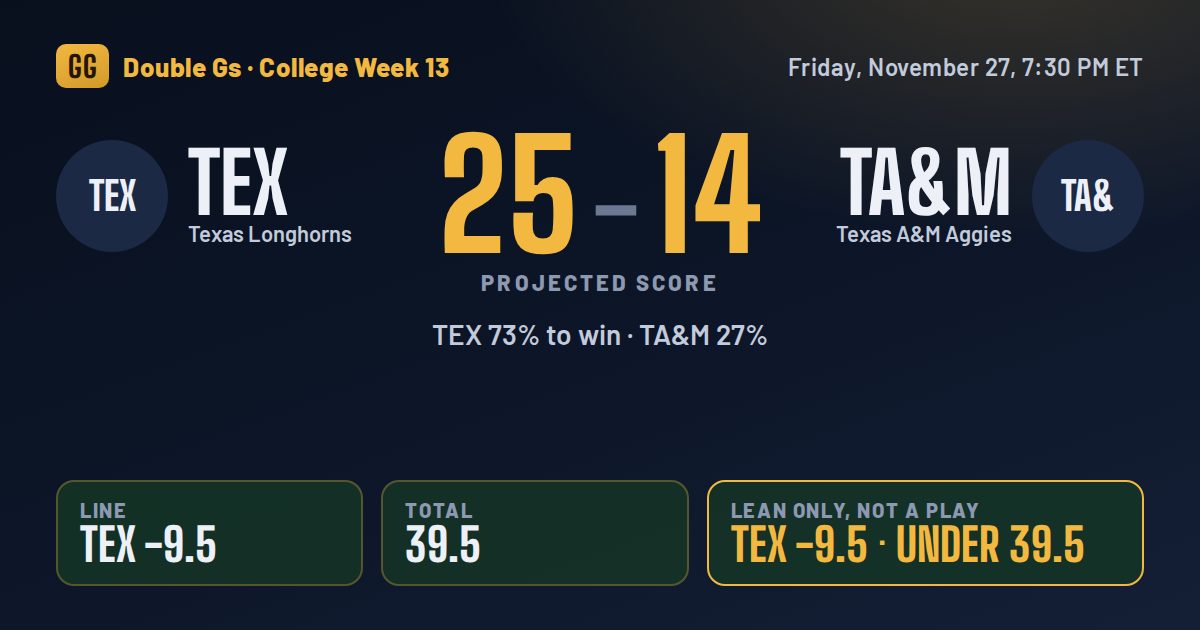 GG
Double Gs · College Week 13
Friday, November 27, 7:30 PM ET
TEX
TEX
Texas Longhorns
25 – 14
PROJECTED SCORE
TEX 73% to win · TA&M 27%
TA&M
Texas A&M Aggies
TA&
LINE
TEX −9.5
TOTAL
39.5
LEAN ONLY, NOT A PLAY
TEX −9.5 · UNDER 39.5